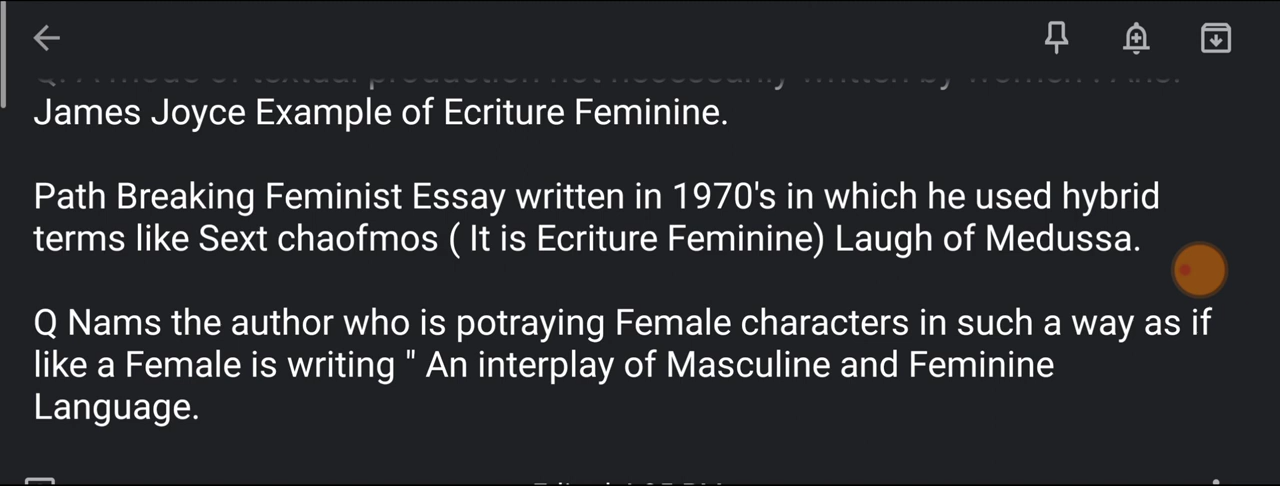 James Joyce Example of Ecriture Feminine.
Path Breaking Feminist Essay written in 1970's in which he used hybrid
terms like Sext chaofmos ( It is Ecriture Feminine) Laugh of Medussa.
Q Nams the author who is potraying Female characters in such a way as if
like a Female is writing " An interplay of Masculine and Feminine
Language.